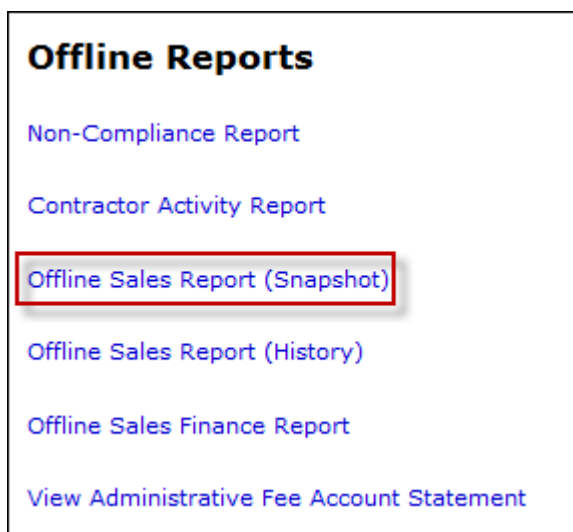 Offline Reports
Non-Compliance Report
Contractor Activity Report
Offline Sales Report (Snapshot)
Offline Sales Report (History)
Offline Sales Finance Report
View Administrative Fee Account Statement